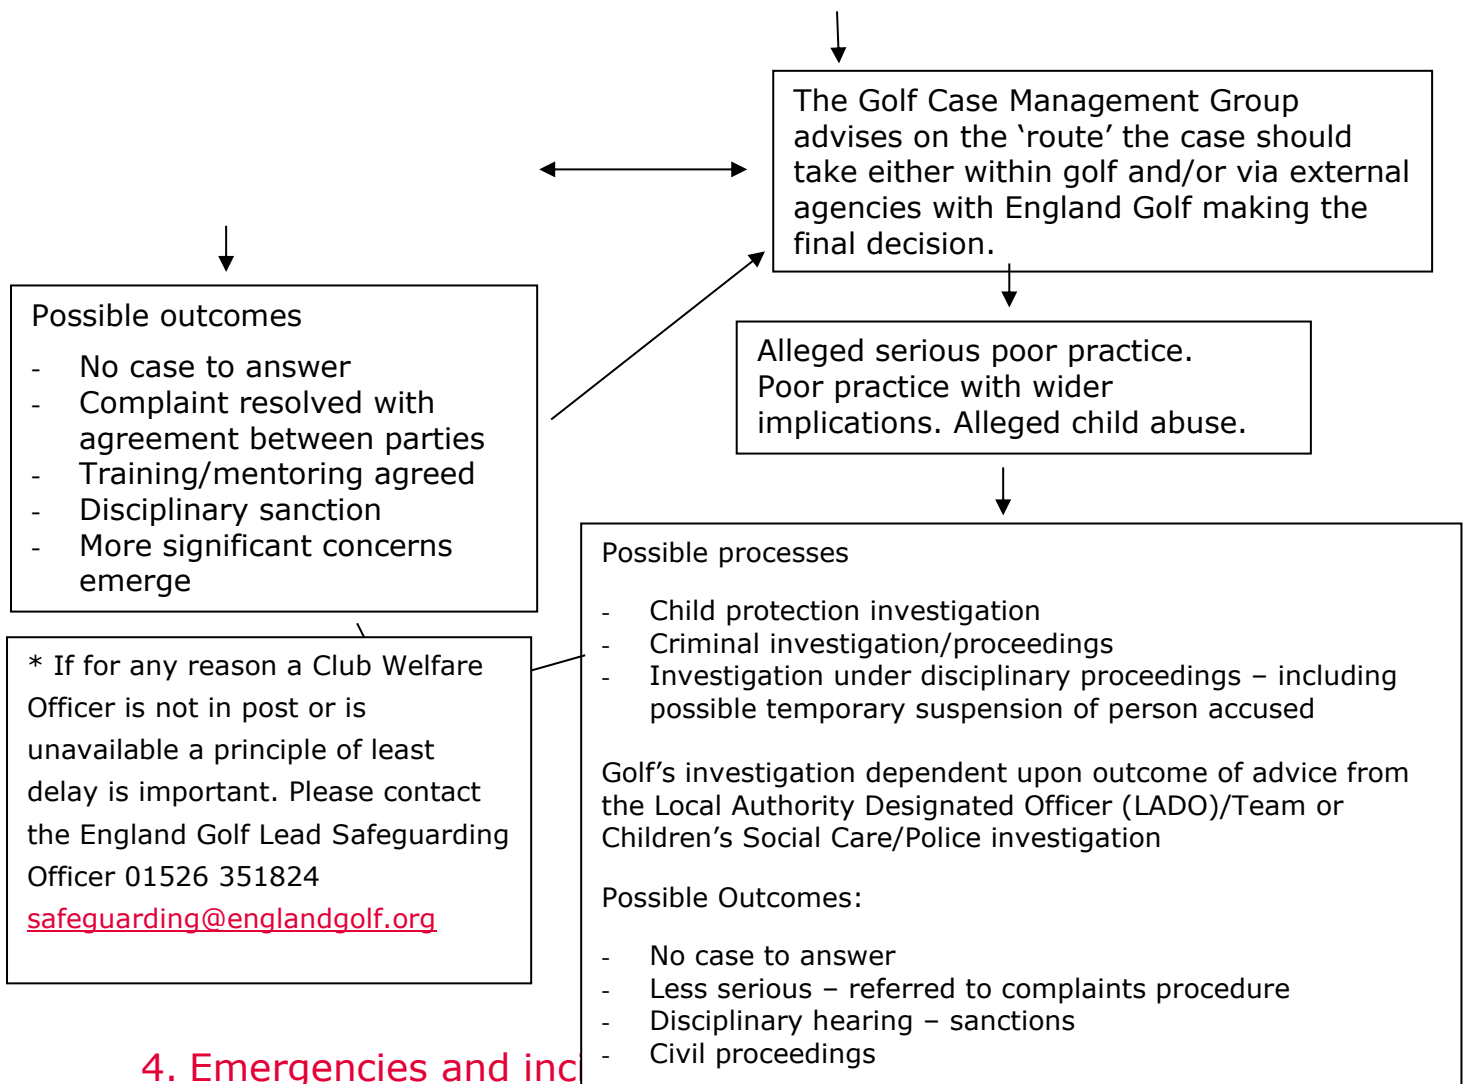 The Golf Case Management Group
advises on the ‘route’ the case should
take either within golf and/or via external
agencies with England Golf making the
final decision.
Possible outcomes
- No case to answer
- Complaint resolved with
agreement between parties
- Training/mentoring agreed
- Disciplinary sanction
- More significant concerns
emerge
Alleged serious poor practice.
Poor practice with wider
implications. Alleged child abuse.
* If for any reason a Club Welfare
Officer is not in post or is
unavailable a principle of least
delay is important. Please contact
the England Golf Lead Safeguarding
Officer 01526 351824
safeguarding@englandgolf.org
Possible processes
- Child protection investigation
- Criminal investigation/proceedings
- Investigation under disciplinary proceedings – including
possible temporary suspension of person accused
Golf’s investigation dependent upon outcome of advice from
the Local Authority Designated Officer (LADO)/Team or
Children’s Social Care/Police investigation
Possible Outcomes:
- No case to answer
- Less serious – referred to complaints procedure
- Disciplinary hearing – sanctions
- Civil proceedings
4. Emergencies and inci